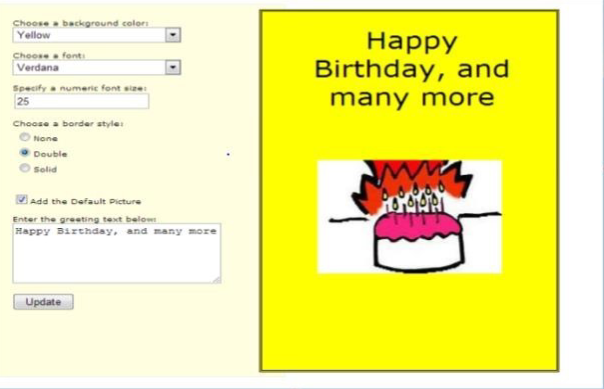 Choose a background color:
Yellow
Choose a font:
Verdana
Specify a numeric font size:
25
Choose a border style:
None
Double
Solid
Add the Default Picture
Enter the greeting text below:
Happy Birthday, and many more
Update
Happy
Birthday, and
many more